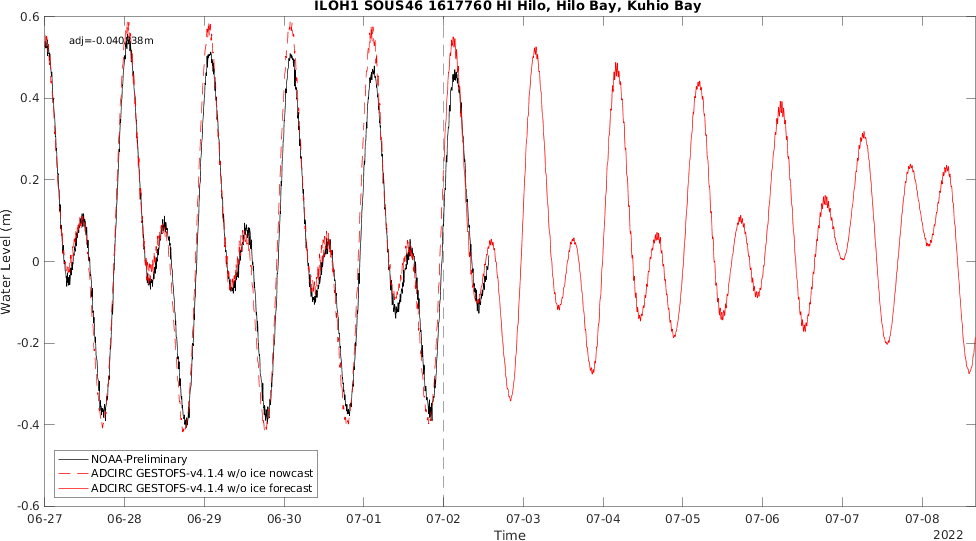 ILOH1 SOUS46 1617760 HI Hilo, Hilo Bay, Kuhio Bay
0.6
adj=-0.040 38m
0.4
0.2
Water Level (m)
0
-0.2
-0.4
NOAA-Preliminary
ADCIRC GESTOFS-v4.1.4 w/o ice nowcast
ADCIRC GESTOFS-v4.1.4 w/o ice forecast
-0.6
06-27 06-28 06-29 06-30 07-01 07-02 07-03 07-04 07-05 07-06 07-07 07-08
Time
2022